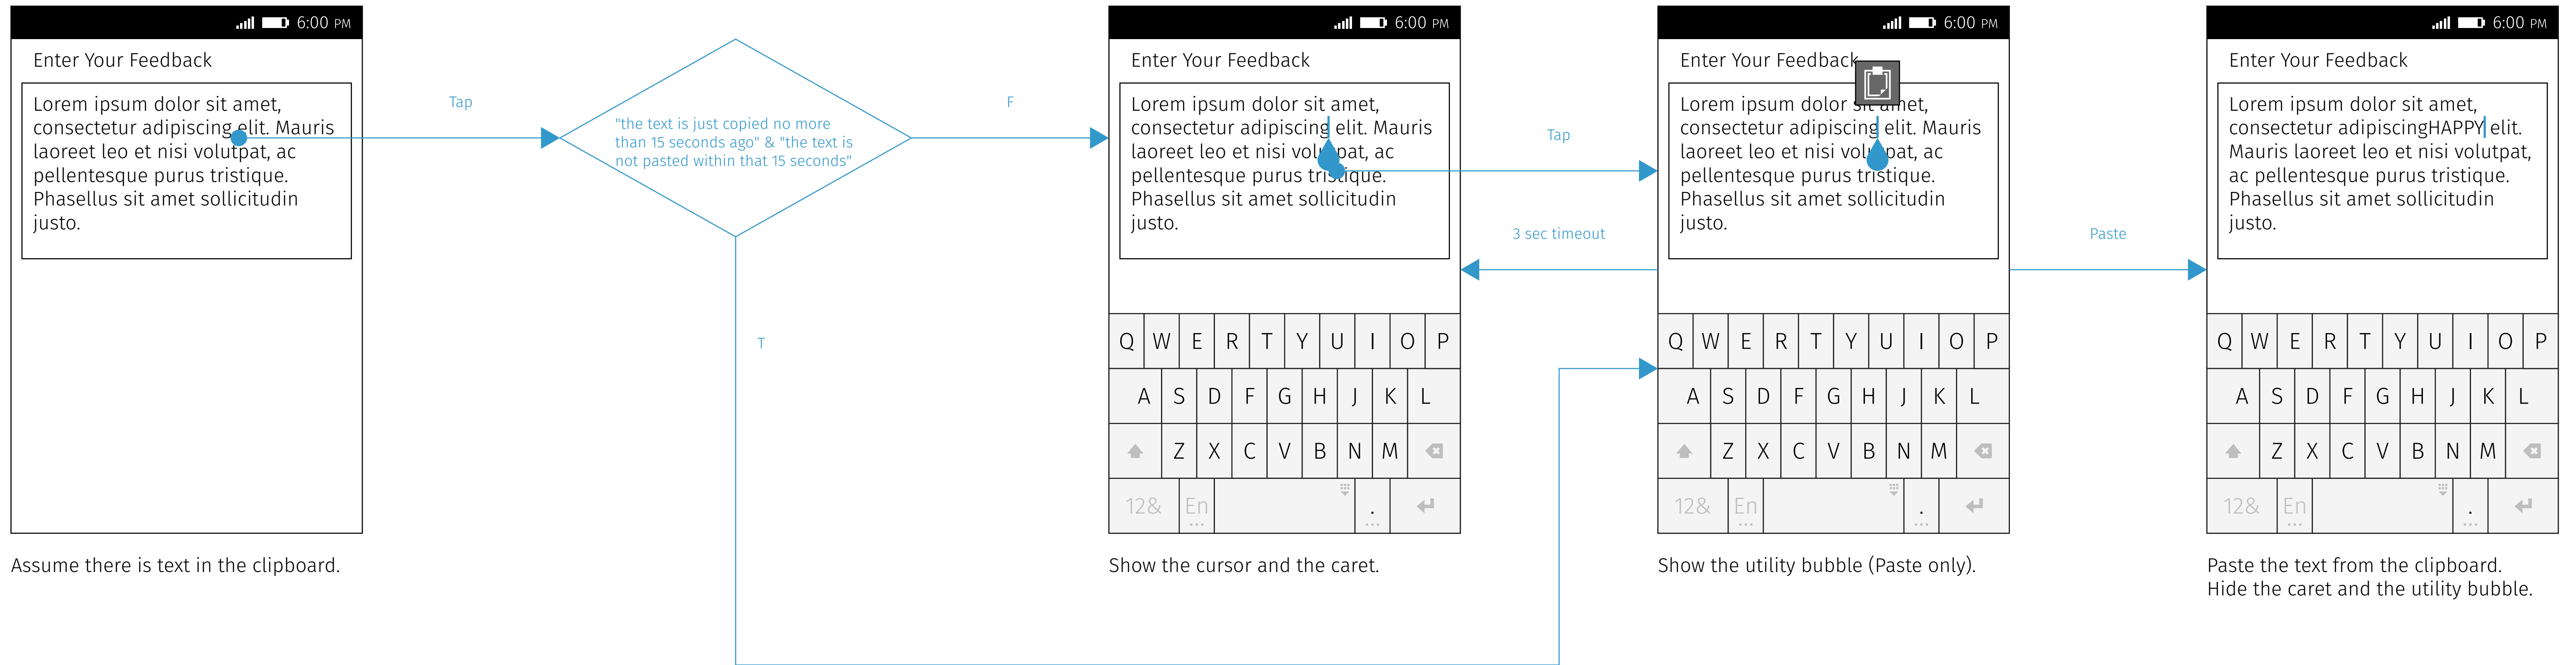 6:00 PM
Enter Your Feedback
Lorem ipsum dolor sit amet,
consectetur adipiscing elit. Mauris
laoreet leo et nisi volutpat, ac
pellentesque purus tristique.
Phasellus sit amet sollicitudin
justo.
Assume there is text in the clipboard.
Tap
"the text is just copied no more
than 15 seconds ago" & "the text is
not pasted within that 15 seconds"
F
T
6:00 PM
Enter Your Feedback
Lorem ipsum dolor sit amet,
consectetur adipiscing elit. Mauris
laoreet leo et nisi volutpat, ac
pellentesque purus tristique.
Phasellus sit amet sollicitudin
justo.
Q W E R T Y U I O P
A S D F G H J K L
Z X C V B N M
12& En .
Show the cursor and the caret.
Tap
3 sec timeout
6:00 PM
Enter Your Feedback
Lorem ipsum dolor sit amet,
consectetur adipiscing elit. Mauris
laoreet leo et nisi volutpat, ac
pellentesque purus tristique.
Phasellus sit amet sollicitudin
justo.
Q W E R T Y U I O P
A S D F G H J K L
Z X C V B N M
12& En .
Show the utility bubble (Paste only).
Paste
6:00 PM
Enter Your Feedback
Lorem ipsum dolor sit amet,
consectetur adipiscingHAPPY elit.
Mauris laoreet leo et nisi volutpat,
ac pellentesque purus tristique.
Phasellus sit amet sollicitudin
justo.
Q W E R T Y U I O P
A S D F G H J K L
Z X C V B N M
12& En .
Paste the text from the clipboard.
Hide the caret and the utility bubble.